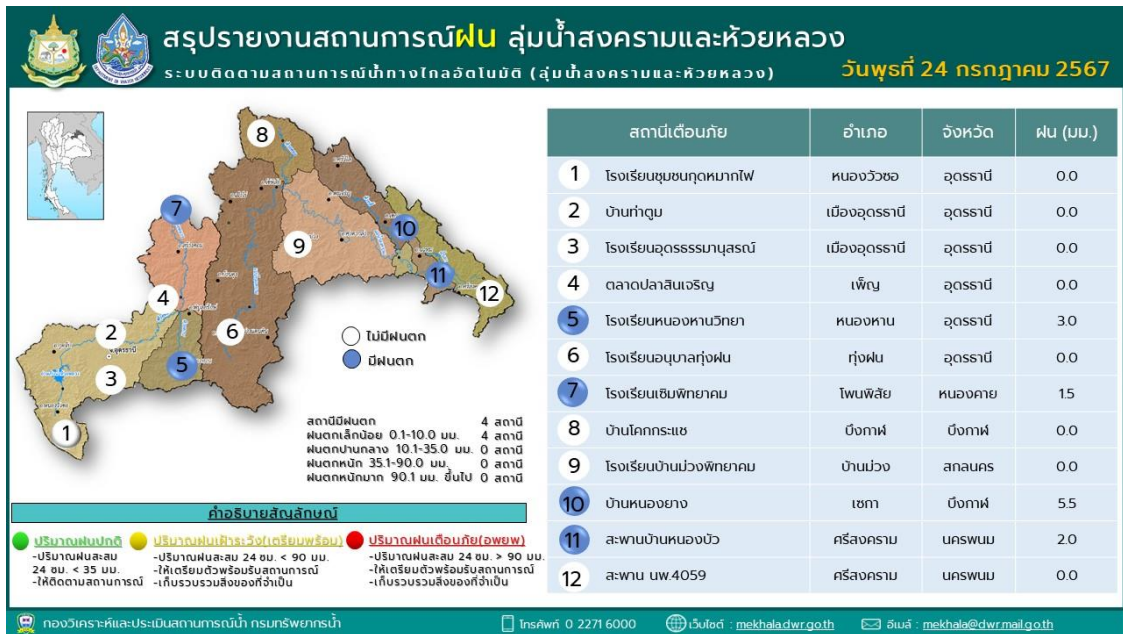 สรุปรายงานสถานการณ์ฝน ลุ่มน้ำสงครามและห้วยหลวง
ระบบติดตามสถานการณ์น้ำทางไกลอัตโนมัติ (ลุ่มน้ำสงครามและห้วยหลวง)
วันพุธที่ 24 กรกฎาคม 2567
สถานีเตือนภัย อำเภอ จังหวัด ฝน (มม.)
1 โรงเรียนชุมชนกุดหมากไฟ หนองวัวซอ อุดรธานี 0.0
2 บ้านท่าตูม เมืองอุดรธานี อุดรธานี 0.0
3 โรงเรียนอุดรธรรมานุสรณ์ เมืองอุดรธานี อุดรธานี 0.0
4 ตลาดปลาสินเจริญ เพ็ญ อุดรธานี 0.0
5 โรงเรียนหนองหานวิทยา หนองหาน อุดรธานี 3.0
6 โรงเรียนอนุบาลทุ่งฝน ทุ่งฝน อุดรธานี 0.0
7 โรงเรียนเซิมพิทยาคม โพนพิสัย หนองคาย 1.5
8 บ้านโคกกระแซ บึงกาฬ บึงกาฬ 0.0
9 โรงเรียนบ้านม่วงพิทยาคม บ้านม่วง สกลนคร 0.0
10 บ้านหนองยาง เซกา บึงกาฬ 5.5
11 สะพานบ้านหนองบัว ศรีสงคราม นครพนม 2.0
12 สะพาน นพ.4059 ศรีสงคราม นครพนม 0.0
8
7
10
9
11
12
4
2
6
5
3
1
ไม่มีฝนตก
มีฝนตก
สถานีมีฝนตก 4 สถานี
ฝนตกเล็กน้อย 0.1-10.0 มม. 4 สถานี
ฝนตกปานกลาง 10.1-35.0 มม. 0 สถานี
ฝนตกหนัก 35.1-90.0 มม. 0 สถานี
ฝนตกหนักมาก 90.1 มม. ขึ้นไป 0 สถานี
คำอธิบายสัญลักษณ์
ปริมาณฝนปกติ
-ปริมาณฝนสะสม
24 ชม. < 35 มม.
-ให้ติดตามสถานการณ์
ปริมาณฝนเฝ้าระวัง(เตรียมพร้อม)
-ปริมาณฝนสะสม 24 ชม. < 90 มม.
-ให้เตรียมตัวพร้อมรับสถานการณ์
-เก็บรวบรวมสิ่งของที่จำเป็น
ปริมาณฝนเตือนภัย(อพยพ)
-ปริมาณฝนสะสม 24 ชม. > 90 มม.
-ให้เตรียมตัวพร้อมรับสถานการณ์
-เก็บรวบรวมสิ่งของที่จำเป็น
กองวิเคราะห์และประเมินสถานการณ์น้ำ กรมทรัพยากรน้ำ
โทรศัพท์ 0 2271 6000
เว็บไซต์ : mekhala.dwr.go.th
อีเมล์ : mekhala@dwr.mail.go.th